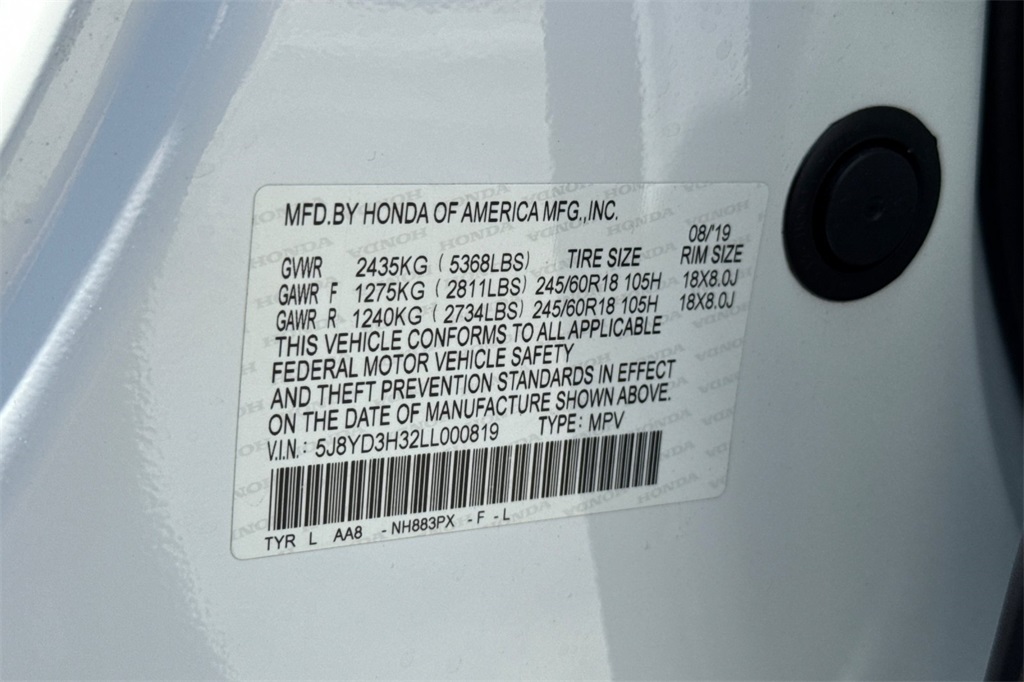 MFD.BY HONDA OF AMERICA MFG.,INC.
08/'19
GVWR 2435KG ( 5368LBS) TIRE SIZE RIM SIZE
GAWR F 1275KG ( 2811LBS) 245/60R18 105H 18X8.0J
GAWR R 1240KG ( 2734LBS) 245/60R18 105H 18X8.0J
THIS VEHICLE CONFORMS TO ALL APPLICABLE
FEDERAL MOTOR VEHICLE SAFETY
AND THEFT PREVENTION STANDARDS IN EFFECT
ON THE DATE OF MANUFACTURE SHOWN ABOVE.
V.I.N.: 5J8YD3H32LL000819 TYPE: MPV
TYR L AA8 -NH883PX -F -L